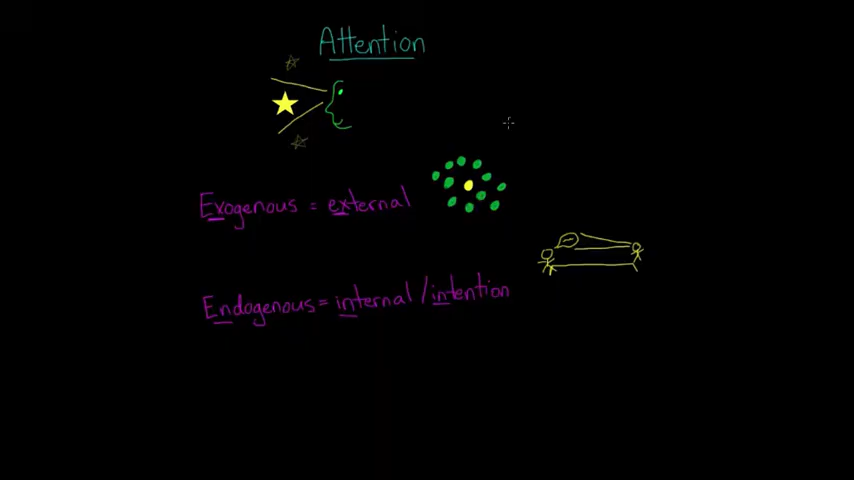 Attention
Exogenous = external
Endogenous = internal / intention